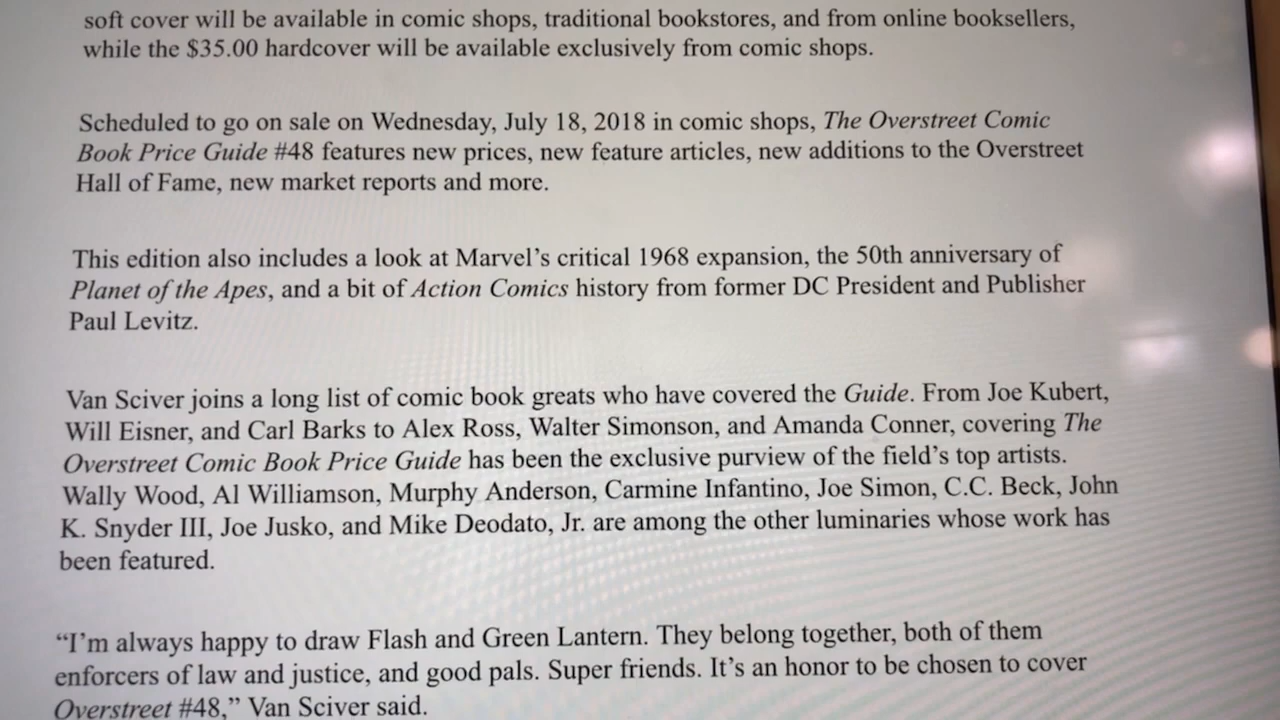 soft cover will be available in comic shops, traditional bookstores, and from online booksellers,
while the $35.00 hardcover will be available exclusively from comic shops.
Scheduled to go on sale on Wednesday, July 18, 2018 in comic shops, The Overstreet Comic
Book Price Guide #48 features new prices, new feature articles, new additions to the Overstreet
Hall of Fame, new market reports and more.
This edition also includes a look at Marvel’s critical 1968 expansion, the 50th anniversary of
Planet of the Apes, and a bit of Action Comics history from former DC President and Publisher
Paul Levitz.
Van Sciver joins a long list of comic book greats who have covered the Guide. From Joe Kubert,
Will Eisner, and Carl Barks to Alex Ross, Walter Simonson, and Amanda Conner, covering The
Overstreet Comic Book Price Guide has been the exclusive purview of the field’s top artists.
Wally Wood, Al Williamson, Murphy Anderson, Carmine Infantino, Joe Simon, C.C. Beck, John
K. Snyder III, Joe Jusko, and Mike Deodato, Jr. are among the other luminaries whose work has
been featured.
“I’m always happy to draw Flash and Green Lantern. They belong together, both of them
enforcers of law and justice, and good pals. Super friends. It’s an honor to be chosen to cover
Overstreet #48,” Van Sciver said.